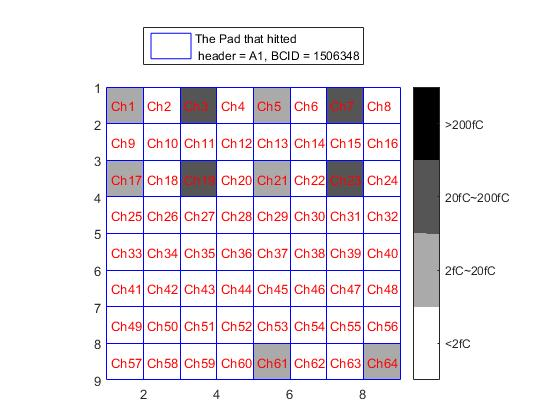 The Pad that hitted
header = A1, BCID = 1506348
1
Ch1 Ch2 Ch3 Ch4 Ch5 Ch6 Ch7 Ch8
>200fC
2
Ch9 Ch10 Ch11 Ch12 Ch13 Ch14 Ch15 Ch16
3
Ch17 Ch18 Ch19 Ch20 Ch21 Ch22 Ch23 Ch24
20fC~200fC
4
Ch25 Ch26 Ch27 Ch28 Ch29 Ch30 Ch31 Ch32
5
Ch33 Ch34 Ch35 Ch36 Ch37 Ch38 Ch39 Ch40
2fC~20fC
6
Ch41 Ch42 Ch43 Ch44 Ch45 Ch46 Ch47 Ch48
7
Ch49 Ch50 Ch51 Ch52 Ch53 Ch54 Ch55 Ch56
<2fC
8
Ch57 Ch58 Ch59 Ch60 Ch61 Ch62 Ch63 Ch64
9
2 4 6 8